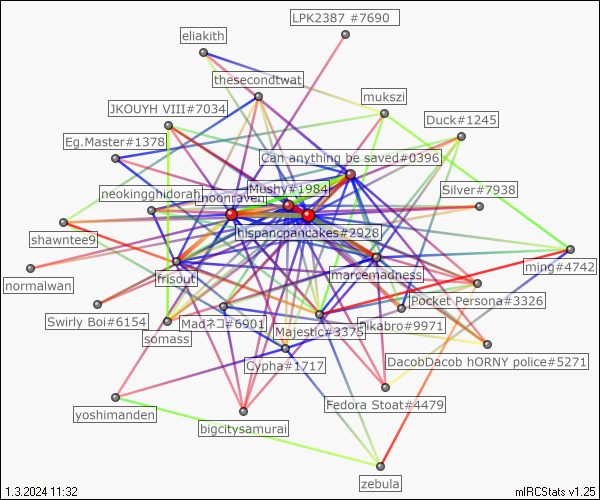 LPK2387 #7690
eliakith
thesecondtwat
mukszi
JKOUYH VIII#7034
Duck#1245
Eg.Master#1378
Can anything be saved#0396
Mushy#1984
Silver#7938
neokingghidorah
moonraven
hispangpancakes#2928
shawntee9
ming#4742
marcemadness
frisout
normalwan
Pocket Persona#3326
Swirly Boi#6154
Madネコ#6901
Majestic#3375
Pikabro#9971
somass
DacobDacob hORNY police#5271
Cypha#1717
Fedora Stoat#4479
yoshimanden
bigcitysamurai
zebula
1.3.2024 11:32
mIRCStats v1.25